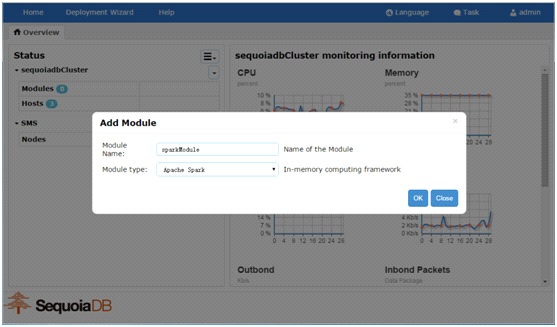 Home Deployment Wizard Help Language Task admin
Overview
Status
sequoiadbCluster
Modules 0
Hosts 3
SMS
Nodes
sequoiadbCluster monitoring information
CPU
percent
10 %
8 %
Memory
percent
35 %
28 %
20 24 28
Add Module ×
Module Name: sparkModule Name of the Module
Module type: Apache Spark In-memory computing framework
OK Close
14 %
7 %
0 %
0 4 8 12 16 20 24 28
4 Kb/s
2 Kb/s
0 Kb/s
0 4 8 12 16 20 24 28
Outbond
Kb/s
Inbond Packets
Data Package
SequoiaDB